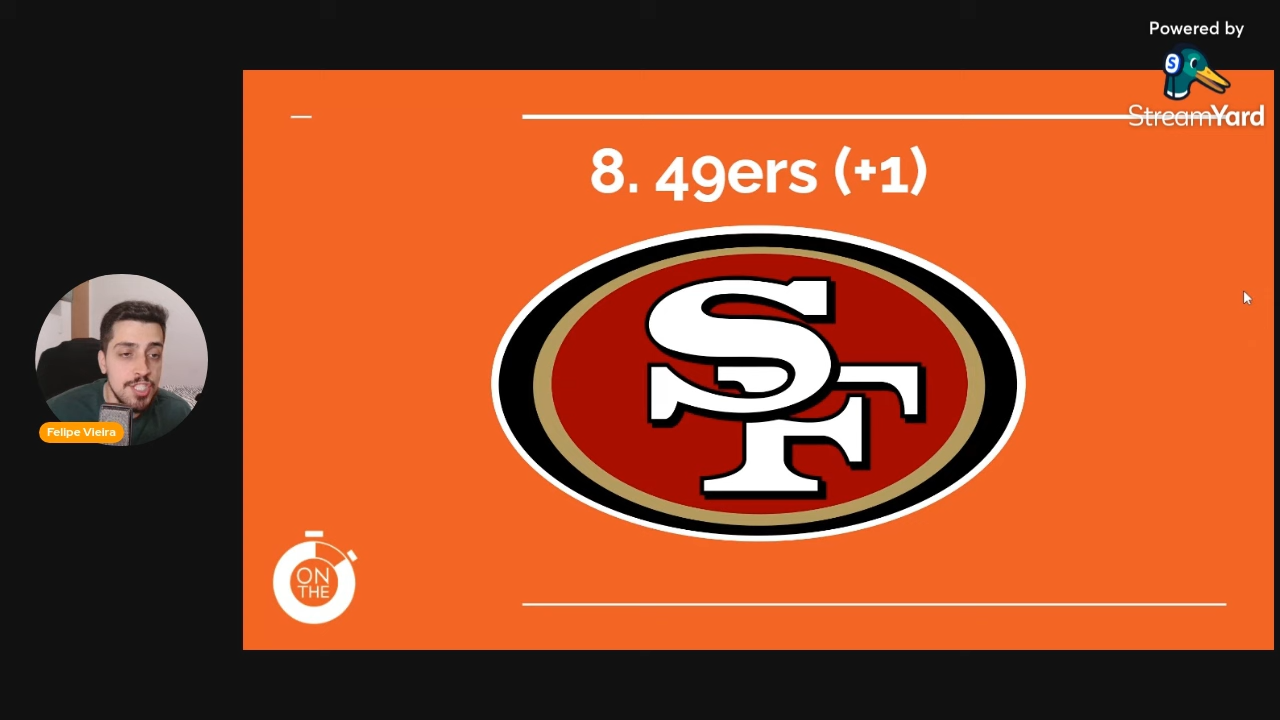 Powered by
S
StreamYard
8. 49ers (+1)
SF
Felipe Vieira
ON
THE